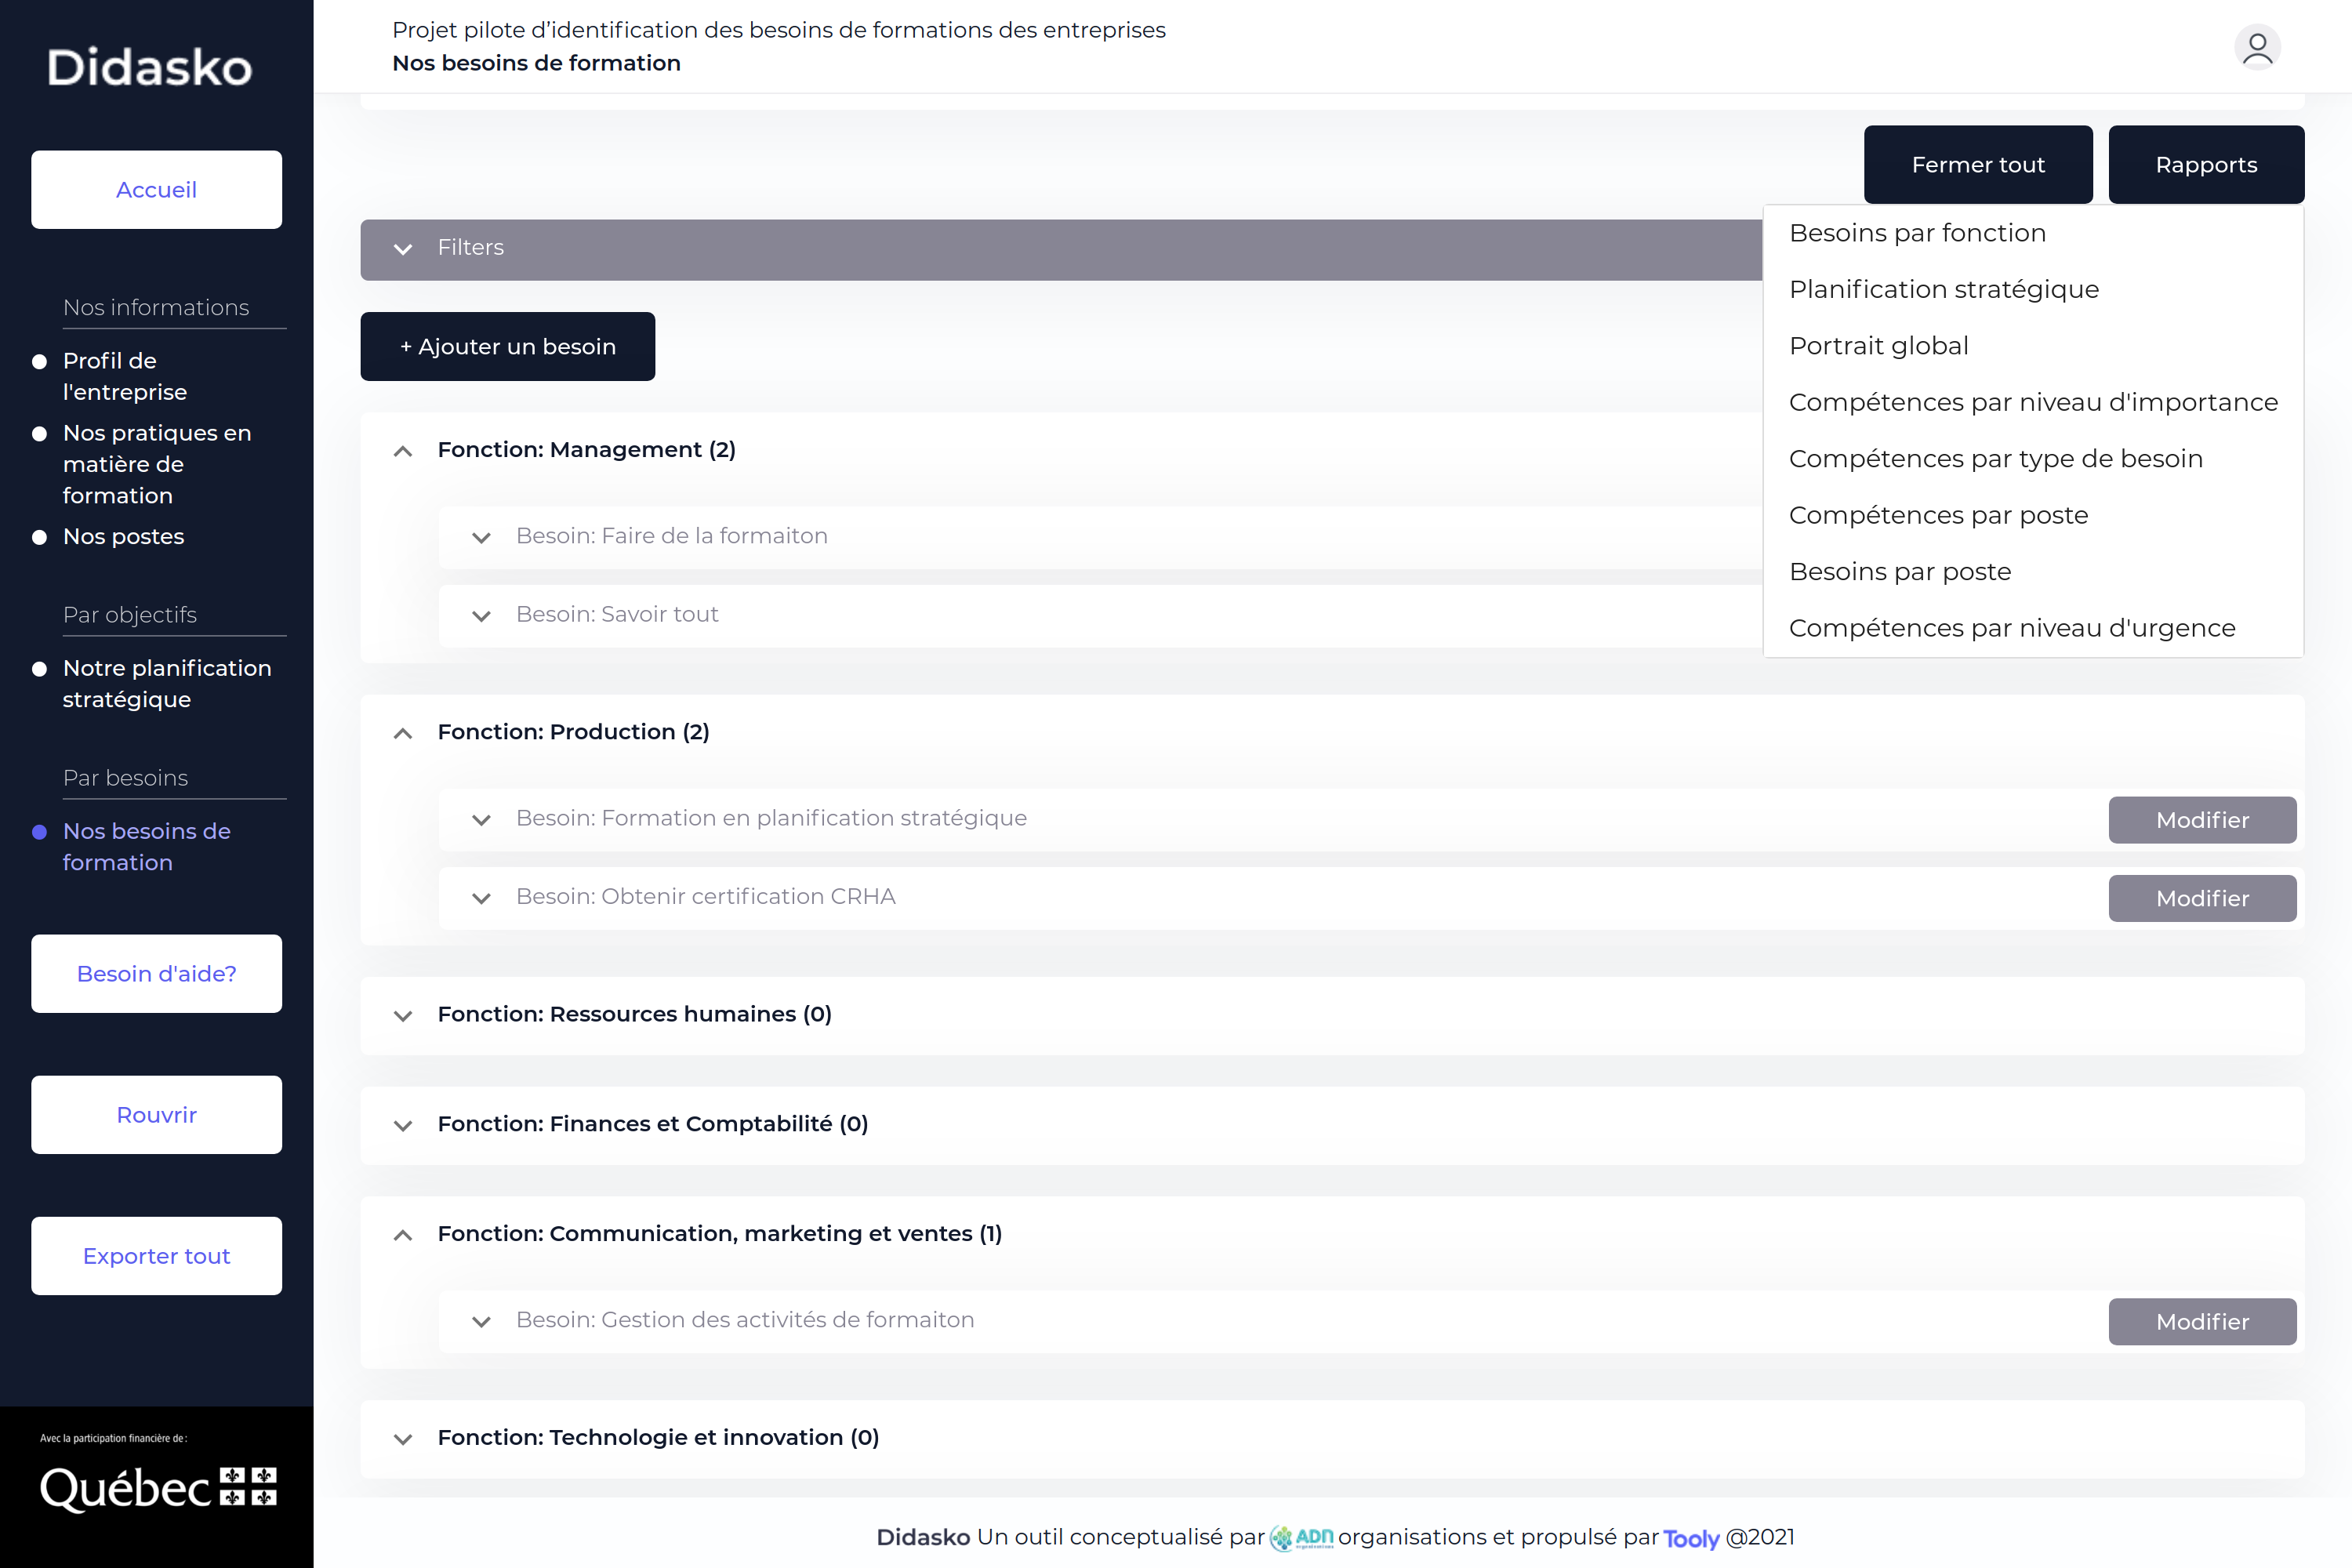 Didasko
Accueil
Nos informations
Profil de
l'entreprise
Nos pratiques en
matière de
formation
Nos postes
Par objectifs
Notre planification
stratégique
Par besoins
Nos besoins de
formation
Besoin d'aide?
Rouvrir
Exporter tout
Avec la participation financière de :
Québec
Projet pilote d’identification des besoins de formations des entreprises
Nos besoins de formation
Fermer tout
Rapports
Filters
Besoins par fonction
Planification stratégique
Portrait global
Compétences par niveau d'importance
Compétences par type de besoin
Compétences par poste
Besoins par poste
Compétences par niveau d'urgence
+ Ajouter un besoin
Fonction: Management (2)
Besoin: Faire de la formaiton
Besoin: Savoir tout
Fonction: Production (2)
Besoin: Formation en planification stratégique
Modifier
Besoin: Obtenir certification CRHA
Modifier
Fonction: Ressources humaines (0)
Fonction: Finances et Comptabilité (0)
Fonction: Communication, marketing et ventes (1)
Besoin: Gestion des activités de formaiton
Modifier
Fonction: Technologie et innovation (0)
Didasko Un outil conceptualisé par ADN organisations organisations et propulsé par Tooly @2021